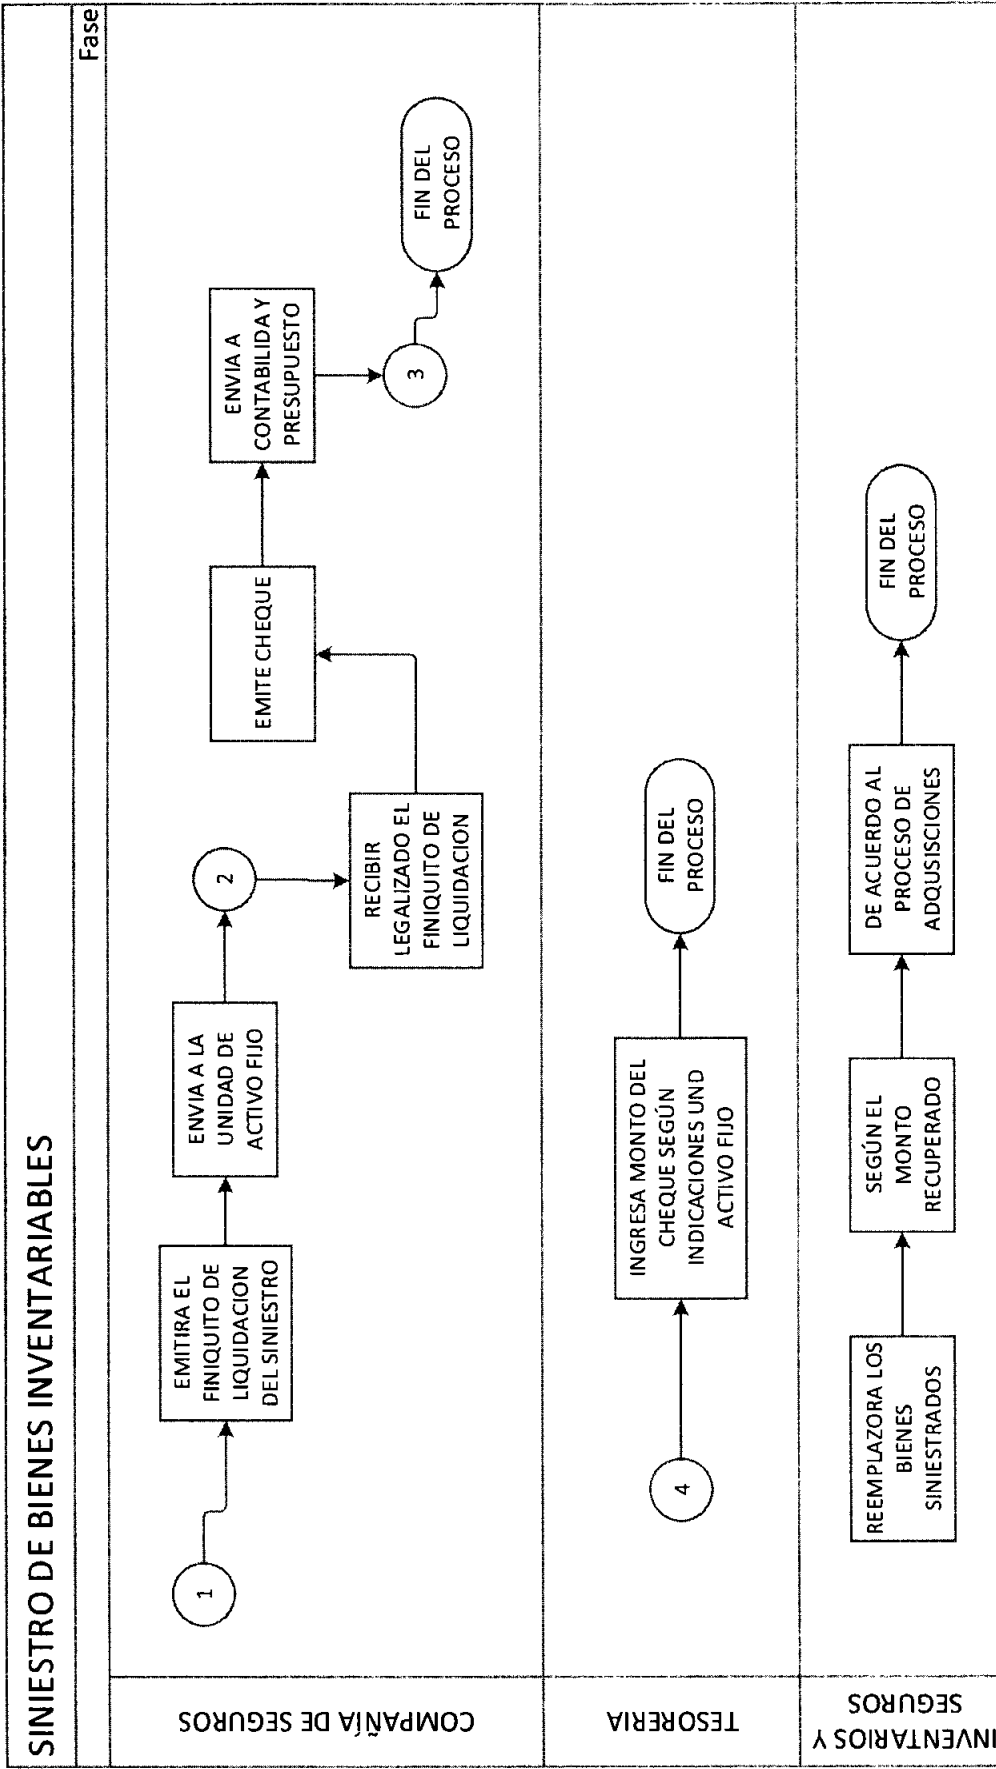 SINIESTRO DE BIENES INVENTARIABLES
Fase
COMPAÑÍA DE SEGUROS
1
EMITIRA EL
FINIQUITO DE
LIQUIDACION
DEL SINIESTRO
ENVIA A LA
UNIDAD DE
ACTIVO FIJO
2
RECIBIR
LEGALIZADO EL
FINIQUITO DE
LIQUIDACION
EMITE CHEQUE
ENVIA A
CONTABILIDAY
PRESUPUESTO
3
FIN DEL
PROCESO
TESORERIA
4
INGRESA MONTO DEL
CHEQUE SEGÚN
INDICACIONES UND
ACTIVO FIJO
FIN DEL
PROCESO
INVENTARIOS Y
SEGUROS
REEMPLAZORA LOS
BIENES
SINIESTRADOS
SEGÚN EL
MONTO
RECUPERADO
DE ACUERDO AL
PROCESO DE
ADQUSISCIONES
FIN DEL
PROCESO